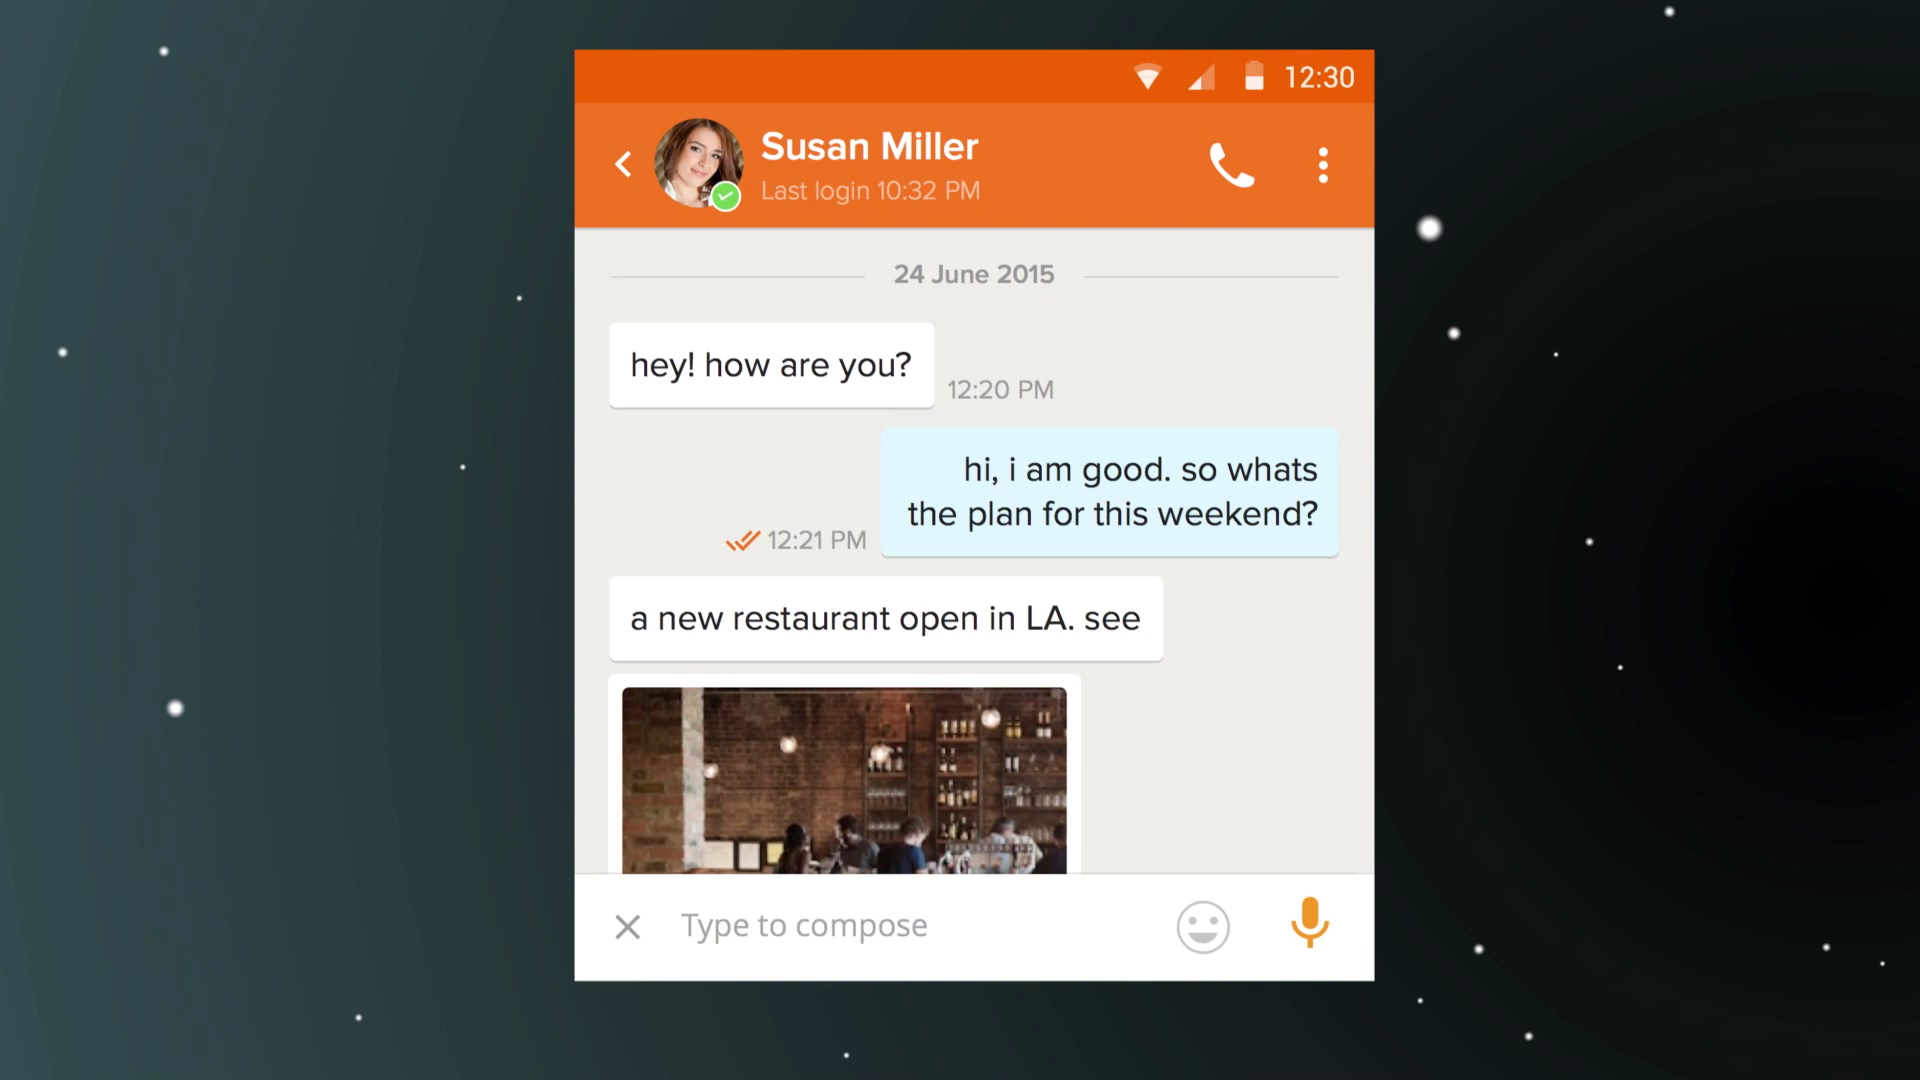 12:30
Susan Miller
Last login 10:32 PM
24 June 2015
hey! how are you?
12:20 PM
hi, i am good. so whats
the plan for this weekend?
12:21 PM
a new restaurant open in LA. see
Type to compose